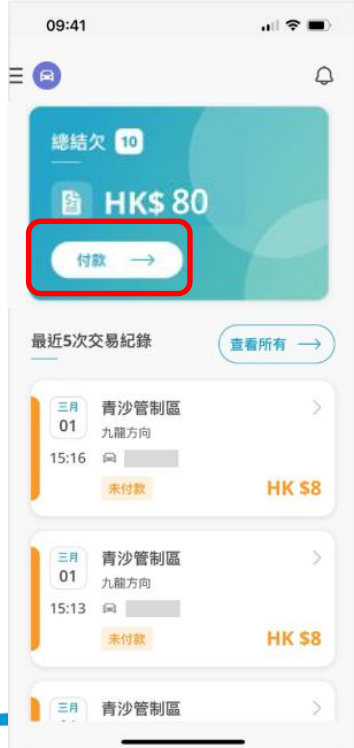 09:41
總結欠 10
HK$ 80
付款 →
最近5次交易紀錄
查看所有 →
三月
01
青沙管制區
九龍方向
15:16
未付款
HK $8
三月
01
青沙管制區
九龍方向
15:13
未付款
HK $8
三月
青沙管制區